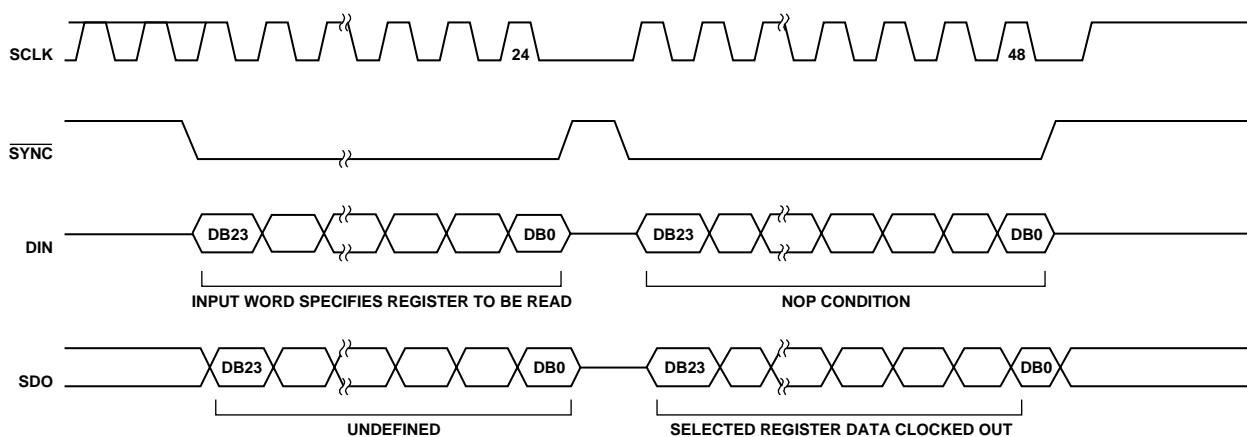 SCLK
24
48
SYNC
DIN
DB23
DB0
DB23
DB0
INPUT WORD SPECIFIES REGISTER TO BE READ
NOP CONDITION
SDO
DB23
DB0
DB23
DB0
UNDEFINED
SELECTED REGISTER DATA CLOCKED OUT